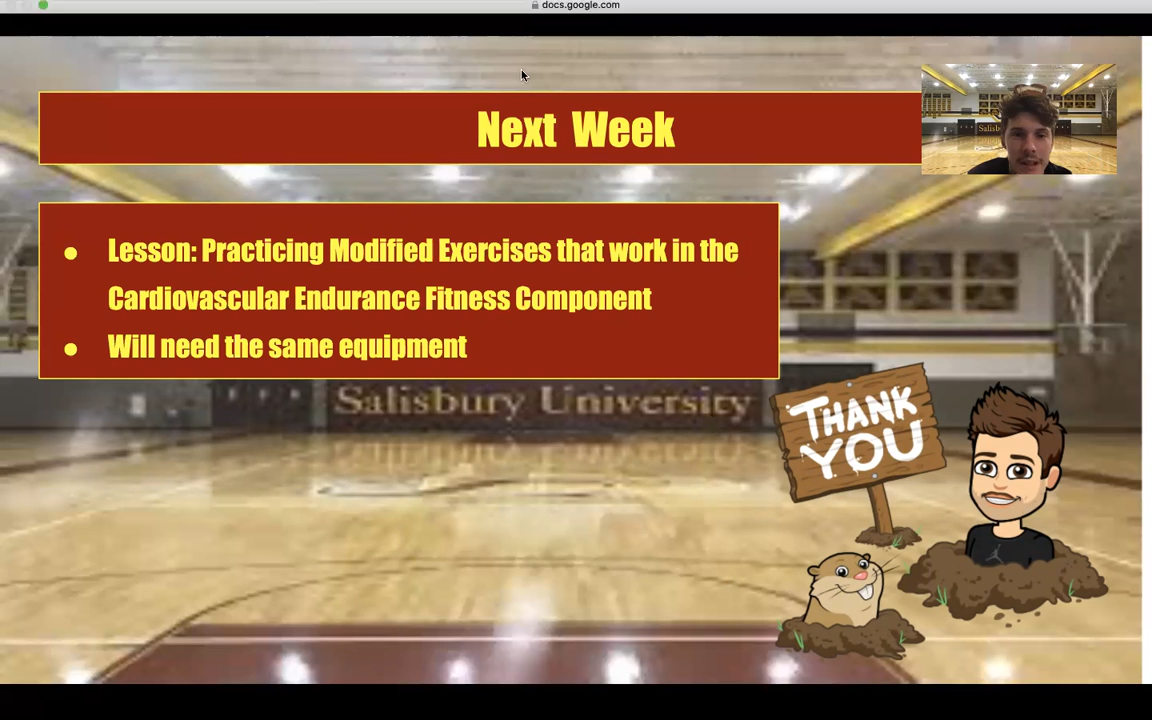 docs.google.com
Next Week
Salisb
● Lesson: Practicing Modified Exercises that work in the
Cardiovascular Endurance Fitness Component
● Will need the same equipment
Salisbury University
THANK
YOU